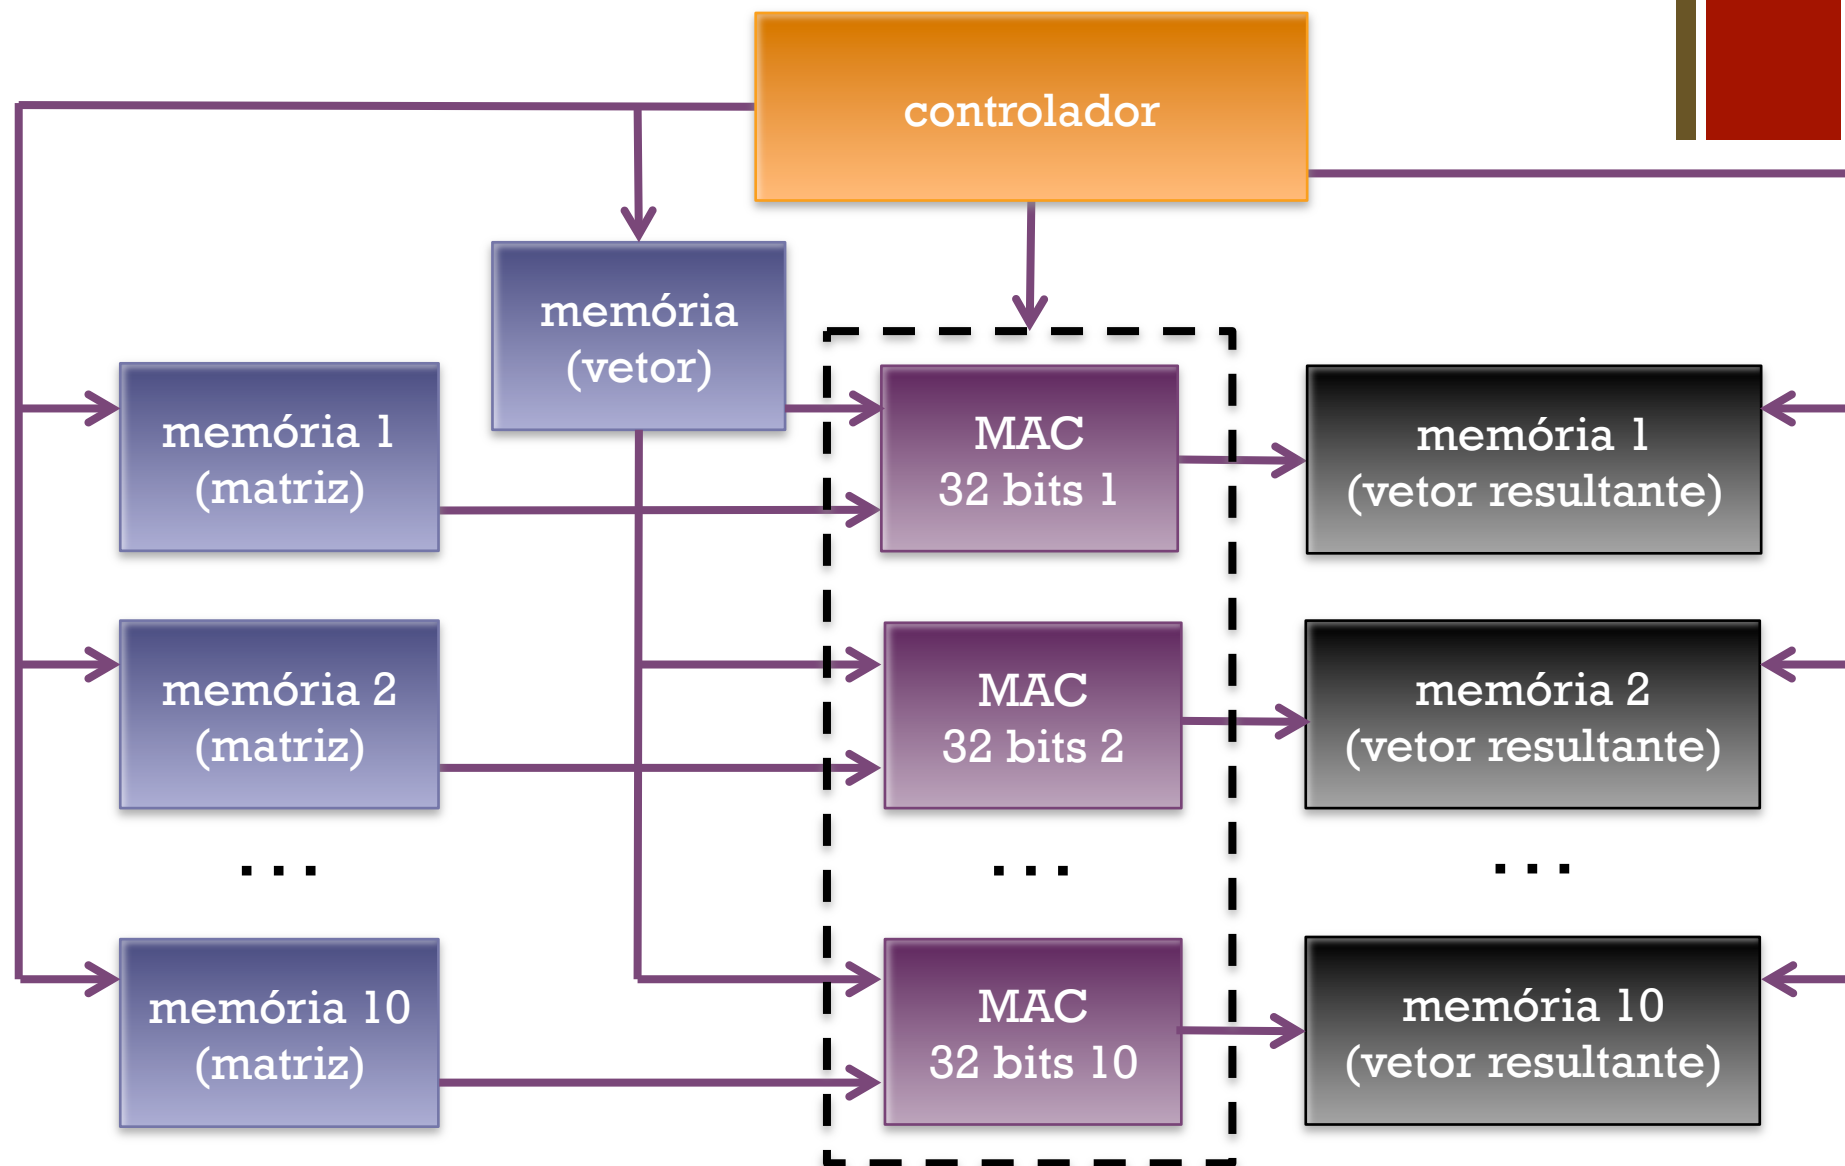 controlador
memória
(vetor)
memória 1
(matriz)
MAC
32 bits 1
memória 1
(vetor resultante)
memória 2
(matriz)
MAC
32 bits 2
memória 2
(vetor resultante)
. . .
. . .
. . .
memória 10
(matriz)
MAC
32 bits 10
memória 10
(vetor resultante)